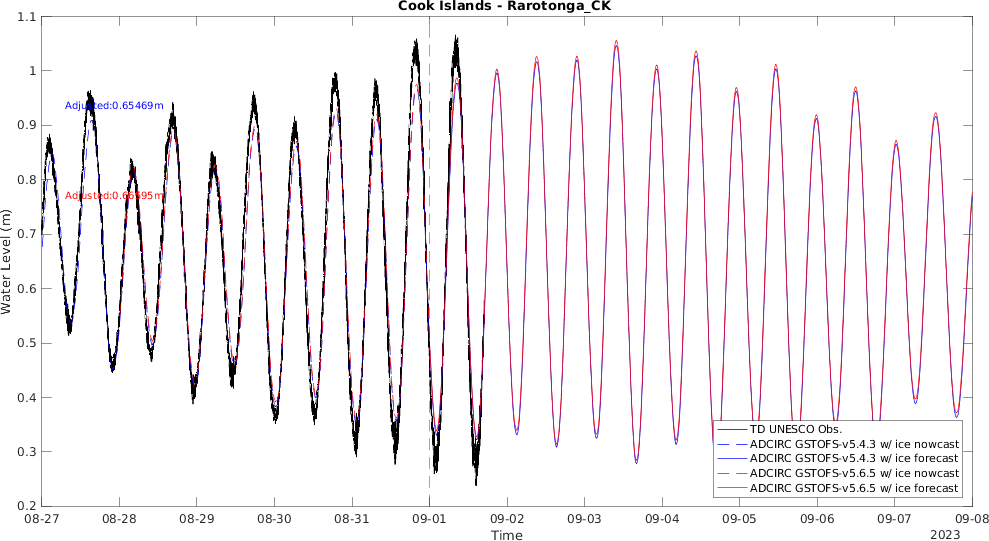 Cook Islands - Rarotonga_CK
Water Level (m)
1.1
1
0.9
0.8
0.7
0.6
0.5
0.4
0.3
0.2
Adjusted:0.65469m
Adjusted:0.66995m
TD UNESCO Obs.
ADCIRC GSTOFS-v5.4.3 w/ ice nowcast
ADCIRC GSTOFS-v5.4.3 w/ ice forecast
ADCIRC GSTOFS-v5.6.5 w/ ice nowcast
ADCIRC GSTOFS-v5.6.5 w/ ice forecast
08-27 08-28 08-29 08-30 08-31 09-01 09-02 09-03 09-04 09-05 09-06 09-07 09-08
Time
2023